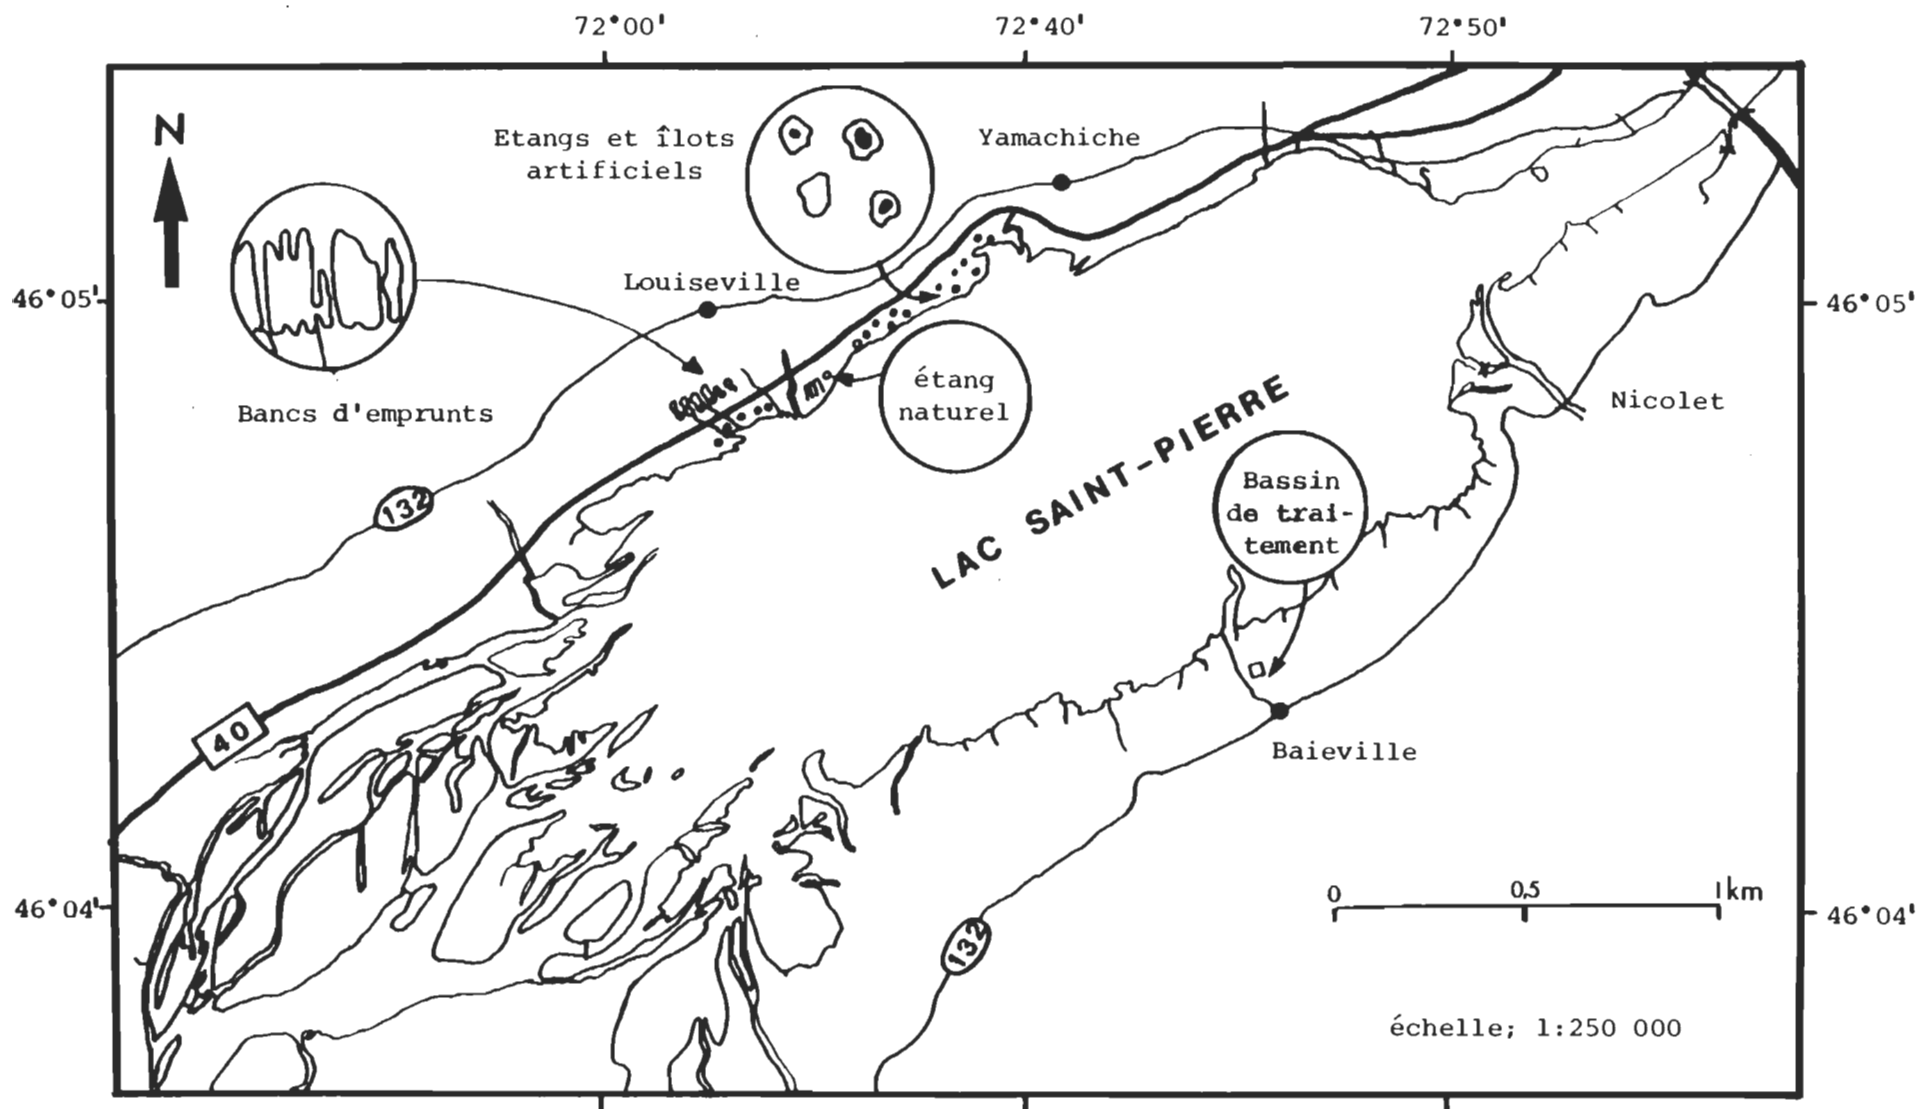 72°00'
72°40'
72°50'
N
Etangs et îlots
artificiels
Yamachiche
Louiseville
46°05'
46°05'
Bancs d'emprunts
étang
naturel
Nicolet
LAC SAINT-PIERRE
Bassin
de trai-
tement
132
40
Baieville
0 0,5 1km
46°04'
46°04'
132
échelle; 1:250 000